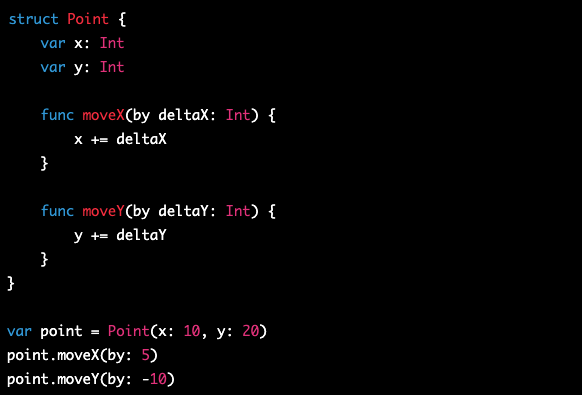 struct Point {
    var x: Int
    var y: Int

    func moveX(by deltaX: Int) {
        x += deltaX
    }

    func moveY(by deltaY: Int) {
        y += deltaY
    }
}

var point = Point(x: 10, y: 20)
point.moveX(by: 5)
point.moveY(by: -10)